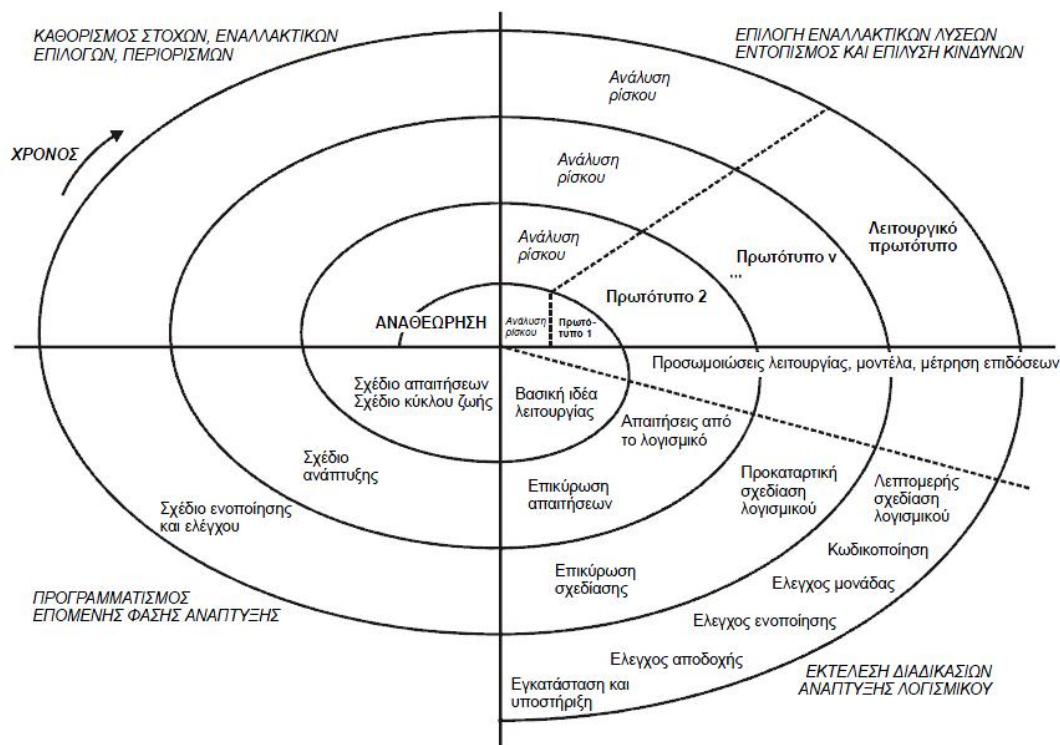 ΚΑΘΟΡΙΣΜΟΣ ΣΤΟΧΩΝ, ΕΝΑΛΛΑΚΤΙΚΩΝ
ΕΠΙΛΟΓΩΝ, ΠΕΡΙΟΡΙΣΜΩΝ
ΕΠΙΛΟΓΗ ΕΝΑΛΛΑΚΤΙΚΩΝ ΛΥΣΕΩΝ
ΕΝΤΟΠΙΣΜΟΣ ΚΑΙ ΕΠΙΛΥΣΗ ΚΙΝΔΥΝΩΝ
ΧΡΟΝΟΣ
Ανάλυση
ρίσκου
Ανάλυση
ρίσκου
Ανάλυση
ρίσκου
Λειτουργικό
πρωτότυπο
Πρωτότυπο ν
...
Πρωτότυπο 2
ΑΝΑΘΕΩΡΗΣΗ
Ανάλυση
ρίσκου
Πρωτό-
τυπο 1
Προσωμοιώσεις λειτουργίας, μοντέλα, μέτρηση επιδόσεων
Σχέδιο απαιτήσεων
Σχέδιο κύκλου ζωής
Βασική ιδέα
λειτουργίας
Απαιτήσεις από
το λογισμικό
Σχέδιο
ανάπτυξης
Επικύρωση
απαιτήσεων
Προκαταρτική
σχεδίαση
λογισμικού
Λεπτομερής
σχεδίαση
λογισμικού
Σχέδιο ενοποίησης
και ελέγχου
Κωδικοποίηση
Επικύρωση
σχεδίασης
Ελεγχος μονάδας
Ελεγχος ενοποίησης
Ελεγχος αποδοχής
Εγκατάσταση και
υποστήριξη
ΠΡΟΓΡΑΜΜΑΤΙΣΜΟΣ
ΕΠΟΜΕΝΗΣ ΦΑΣΗΣ ΑΝΑΠΤΥΞΗΣ
ΕΚΤΕΛΕΣΗ ΔΙΑΔΙΚΑΣΙΩΝ
ΑΝΑΠΤΥΞΗΣ ΛΟΓΙΣΜΙΚΟΥ